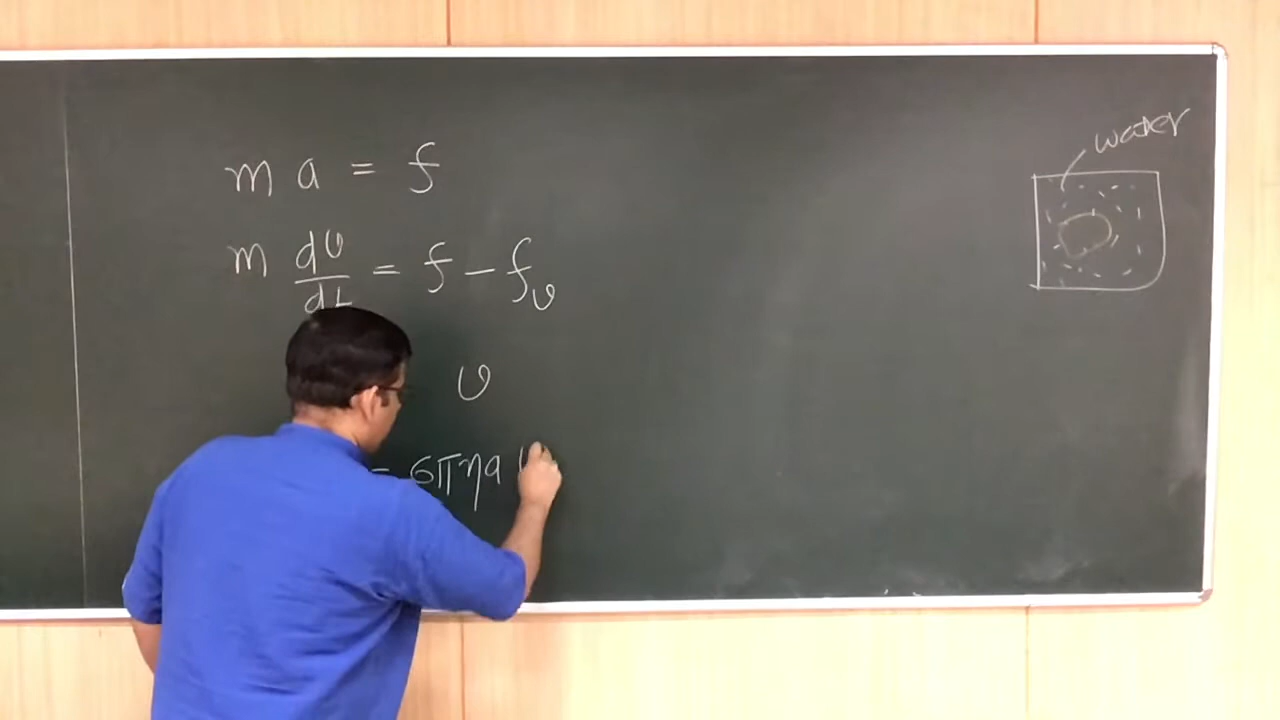 m a = f
m dv/dt = f - f_v
v
= 6πηa
water